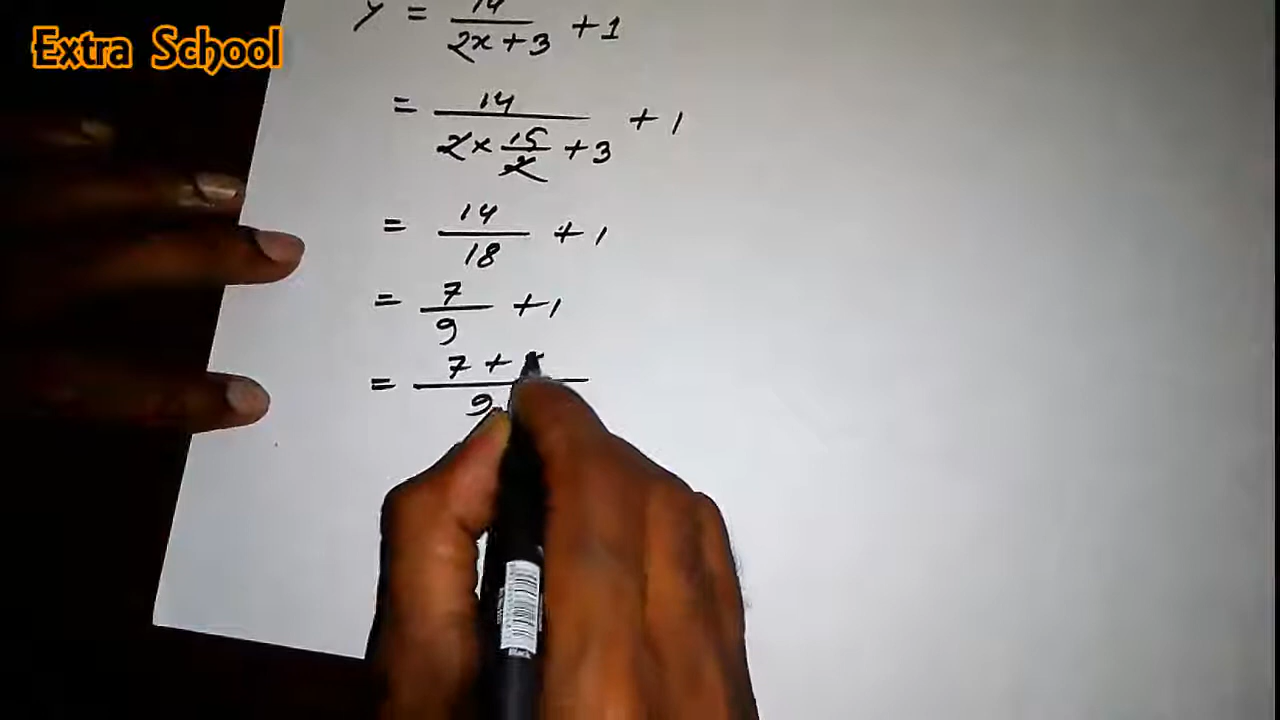 Extra School
y = 14/(2x + 3) + 1
= 14/(2 × 15/2 + 3) + 1
= 14/18 + 1
= 7/9 + 1
= 7 + /9
Black